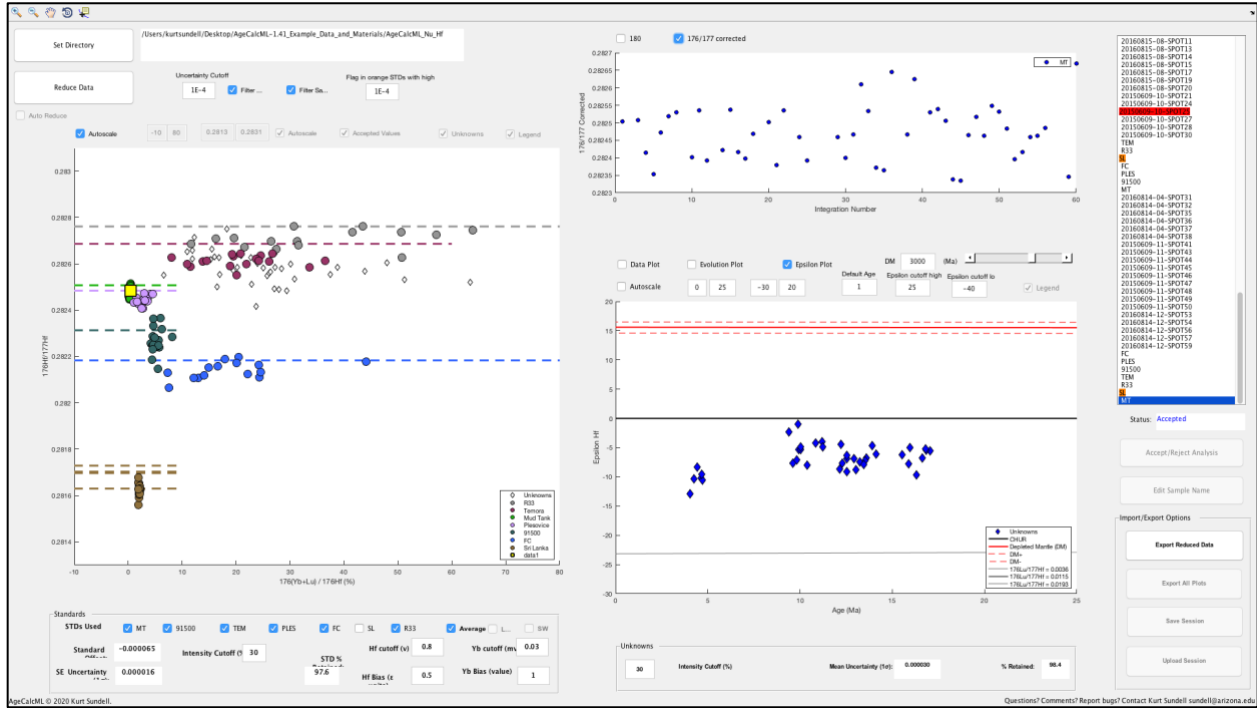 Set Directory
/Users/kurtsundell/Desktop/AgeCalcML-1.41_Example_Data_and_Materials/AgeCalcML_Nu_Hf
Reduce Data
Uncertainty Cutoff
1E-4
Filter ...
Filter Sa...
Flag in orange STDs with high
1E-4
Auto Reduce
Autoscale
-10
80
0.2813
0.2831
Autoscale
Accepted Values
Unknowns
Legend
0.283
0.2828
0.2826
0.2824
0.2822
0.282
0.2818
0.2816
0.2814
176Hf/177Hf
-10
0
10
20
30
40
50
60
70
80
176(Yb+Lu) / 176Hf (%)
Unknowns
R33
Temora
Mud Tank
Plesovice
91500
FC
Sri Lanka
data1
Standards
STDs Used
MT
91500
TEM
PLES
FC
SL
R33
Average
L...
SW
Standard
-0.000065
Intensity Cutoff (%
30
STD %
97.6
Hf cutoff (v)
0.8
Yb cutoff (mv
0.03
SE Uncertainty
0.000016
Hf Bias (ε
0.5
Yb Bias (value)
1
AgeCalcML © 2020 Kurt Sundell.
180
176/177 corrected
MT
0.2827
0.28265
0.2826
0.28255
0.2825
0.28245
0.2824
0.28235
0.2823
176/177 Corrected
0
10
20
30
40
50
60
Integration Number
Data Plot
Evolution Plot
Epsilon Plot
DM
3000
(Ma)
Autoscale
0
25
-30
20
Default Age
1
Epsilon cutoff high
25
Epsilon cutoff lo
-40
Legend
20
15
10
5
0
-5
-10
-15
-20
-25
-30
Epsilon Hf
0
5
10
15
20
25
Age (Ma)
Unknowns
CHUR
Depleted Mantle (DM)
DM+
DM-
176Lu/177Hf = 0.0036
176Lu/177Hf = 0.0115
176Lu/177Hf = 0.0193
Unknowns
30
Intensity Cutoff (%)
Mean Uncertainty (1σ):
0.000030
% Retained:
98.4
20160815-08-SPOT11
20160815-08-SPOT13
20160815-08-SPOT14
20160815-08-SPOT15
20160815-08-SPOT17
20160815-08-SPOT19
20160815-08-SPOT20
20150609-10-SPOT21
20150609-10-SPOT24
20150609-10-SPOT25
20150609-10-SPOT27
20150609-10-SPOT28
20150609-10-SPOT30
TEM
R33
SL
FC
PLES
91500
MT
20160814-04-SPOT31
20160814-04-SPOT32
20160814-04-SPOT35
20160814-04-SPOT36
20160814-04-SPOT37
20160814-04-SPOT38
20150609-11-SPOT41
20150609-11-SPOT43
20150609-11-SPOT44
20150609-11-SPOT45
20150609-11-SPOT46
20150609-11-SPOT47
20150609-11-SPOT48
20150609-11-SPOT49
20150609-11-SPOT50
20160814-12-SPOT53
20160814-12-SPOT54
20160814-12-SPOT56
20160814-12-SPOT57
20160814-12-SPOT59
FC
PLES
91500
TEM
R33
SL
MT
Status:
Accepted
Accept/Reject Analysis
Edit Sample Name
Import/Export Options
Export Reduced Data
Export All Plots
Save Session
Upload Session
Questions? Comments? Report bugs? Contact Kurt Sundell sundell@arizona.edu